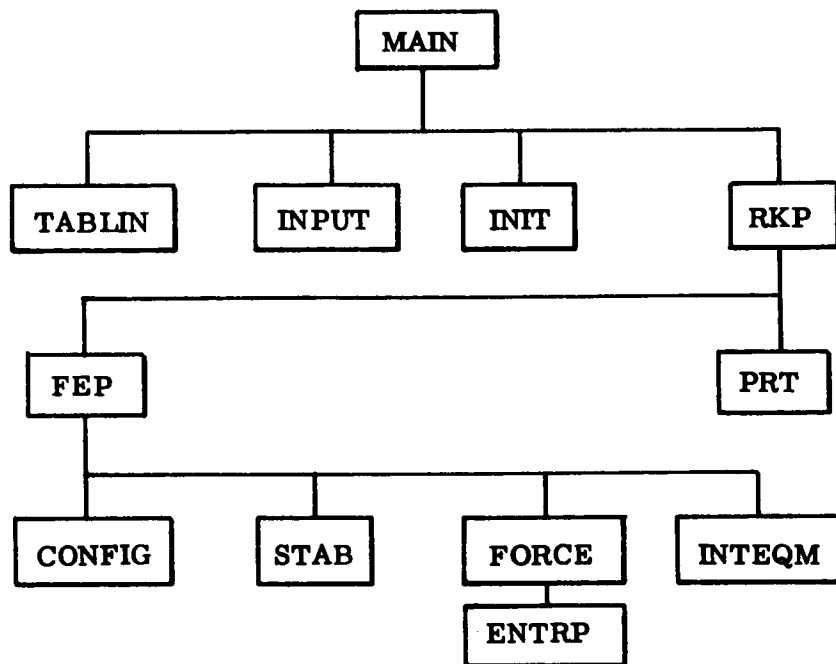 MAIN
TABLIN
INPUT
INIT
RKP
FEP
PRT
CONFIG
STAB
FORCE
INTEQM
ENTRP